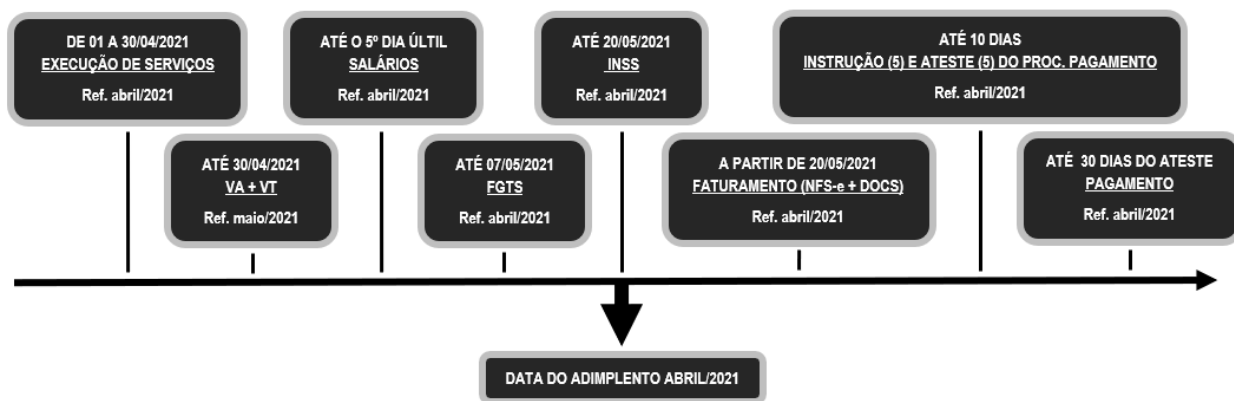 DE 01 A 30/04/2021
EXECUÇÃO DE SERVIÇOS
Ref. abril/2021
ATÉ 30/04/2021
VA + VT
Ref. maio/2021
ATÉ O 5º DIA ÚLTIL
SALÁRIOS
Ref. abril/2021
ATÉ 07/05/2021
FGTS
Ref. abril/2021
ATÉ 20/05/2021
INSS
Ref. abril/2021
A PARTIR DE 20/05/2021
FATURAMENTO (NFS-e + DOCS)
Ref. abril/2021
ATÉ 10 DIAS
INSTRUÇÃO (5) E ATESTE (5) DO PROC. PAGAMENTO
Ref. abril/2021
ATÉ 30 DIAS DO ATESTE
PAGAMENTO
Ref. abril/2021
DATA DO ADIMPLENTO ABRIL/2021